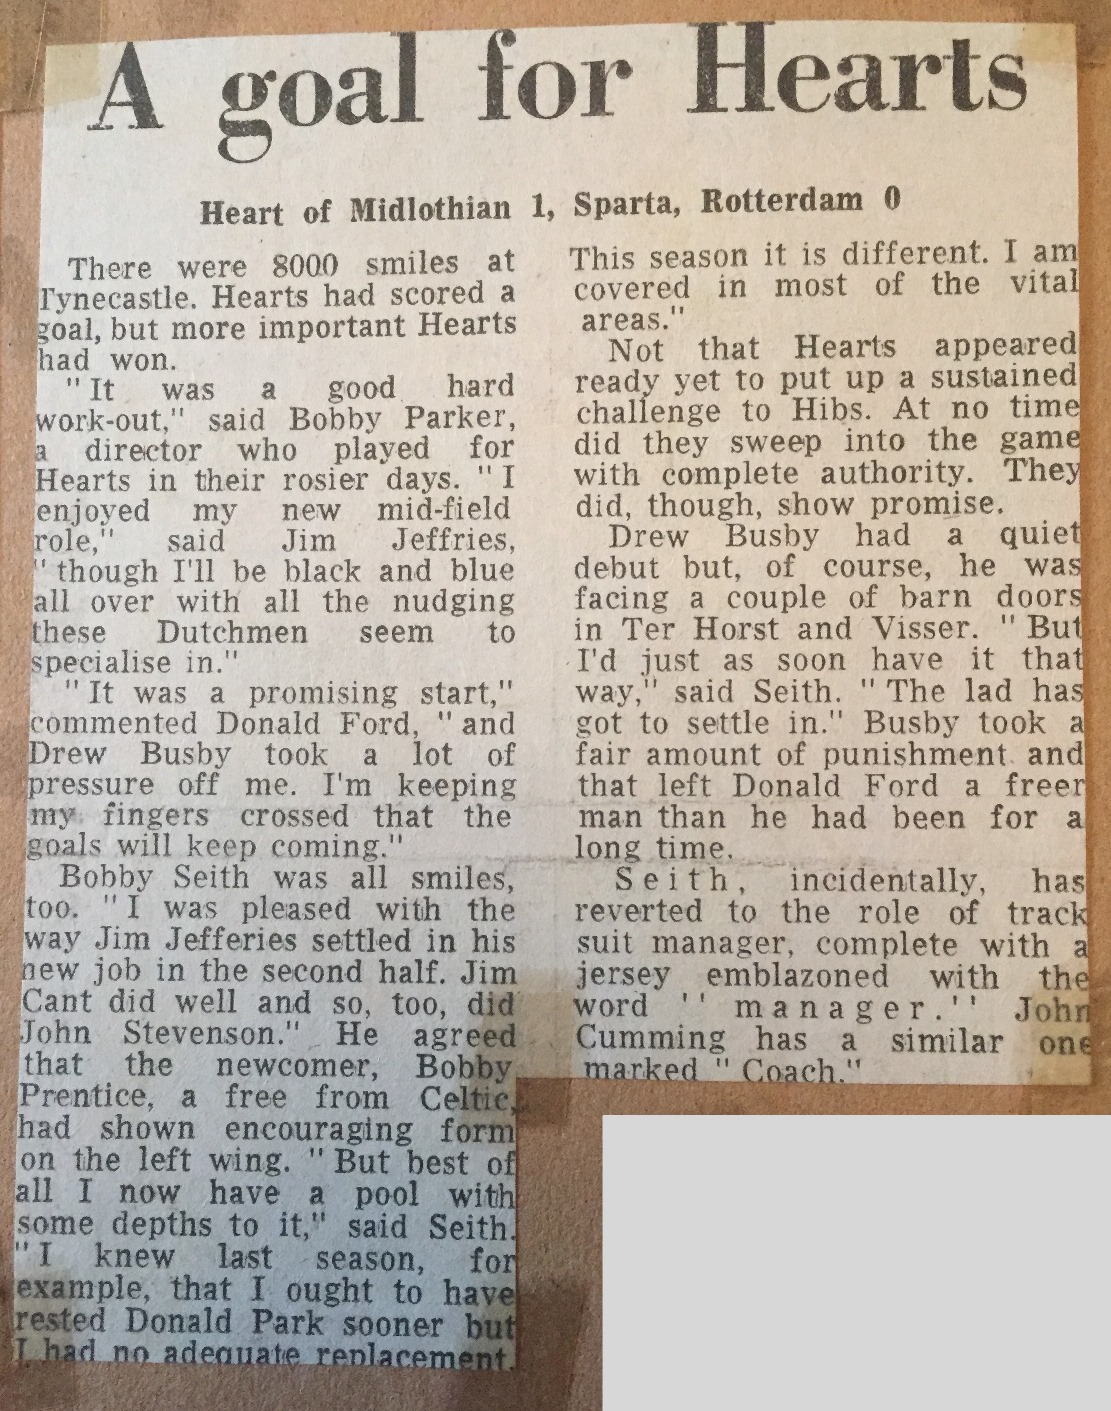 A goal for Hearts
Heart of Midlothian 1, Sparta, Rotterdam 0
There were 8000 smiles at
Tynecastle. Hearts had scored a
goal, but more important Hearts
had won.
"It was a good hard
work-out," said Bobby Parker,
a director who played for
Hearts in their rosier days. "I
enjoyed my new mid-field
role," said Jim Jeffries,
"though I'll be black and blue
all over with all the nudging
these Dutchmen seem to
specialise in."
"It was a promising start,"
commented Donald Ford, "and
Drew Busby took a lot of
pressure off me. I'm keeping
my fingers crossed that the
goals will keep coming."
Bobby Seith was all smiles,
too. "I was pleased with the
way Jim Jefferies settled in his
new job in the second half. Jim
Cant did well and so, too, did
John Stevenson." He agreed
that the newcomer, Bobby
Prentice, a free from Celtic,
had shown encouraging form
on the left wing. "But best of
all I now have a pool with
some depths to it," said Seith.
"I knew last season, for
example, that I ought to have
rested Donald Park sooner but
I had no adequate replacement.
This season it is different. I am
covered in most of the vital
areas."
Not that Hearts appeared
ready yet to put up a sustained
challenge to Hibs. At no time
did they sweep into the game
with complete authority. They
did, though, show promise.
Drew Busby had a quiet
debut but, of course, he was
facing a couple of barn doors
in Ter Horst and Visser. "But
I'd just as soon have it that
way," said Seith. "The lad has
got to settle in." Busby took a
fair amount of punishment and
that left Donald Ford a freer
man than he had been for a
long time.
Seith, incidentally, has
reverted to the role of track
suit manager, complete with a
jersey emblazoned with the
word "manager." John
Cumming has a similar one
marked "Coach."